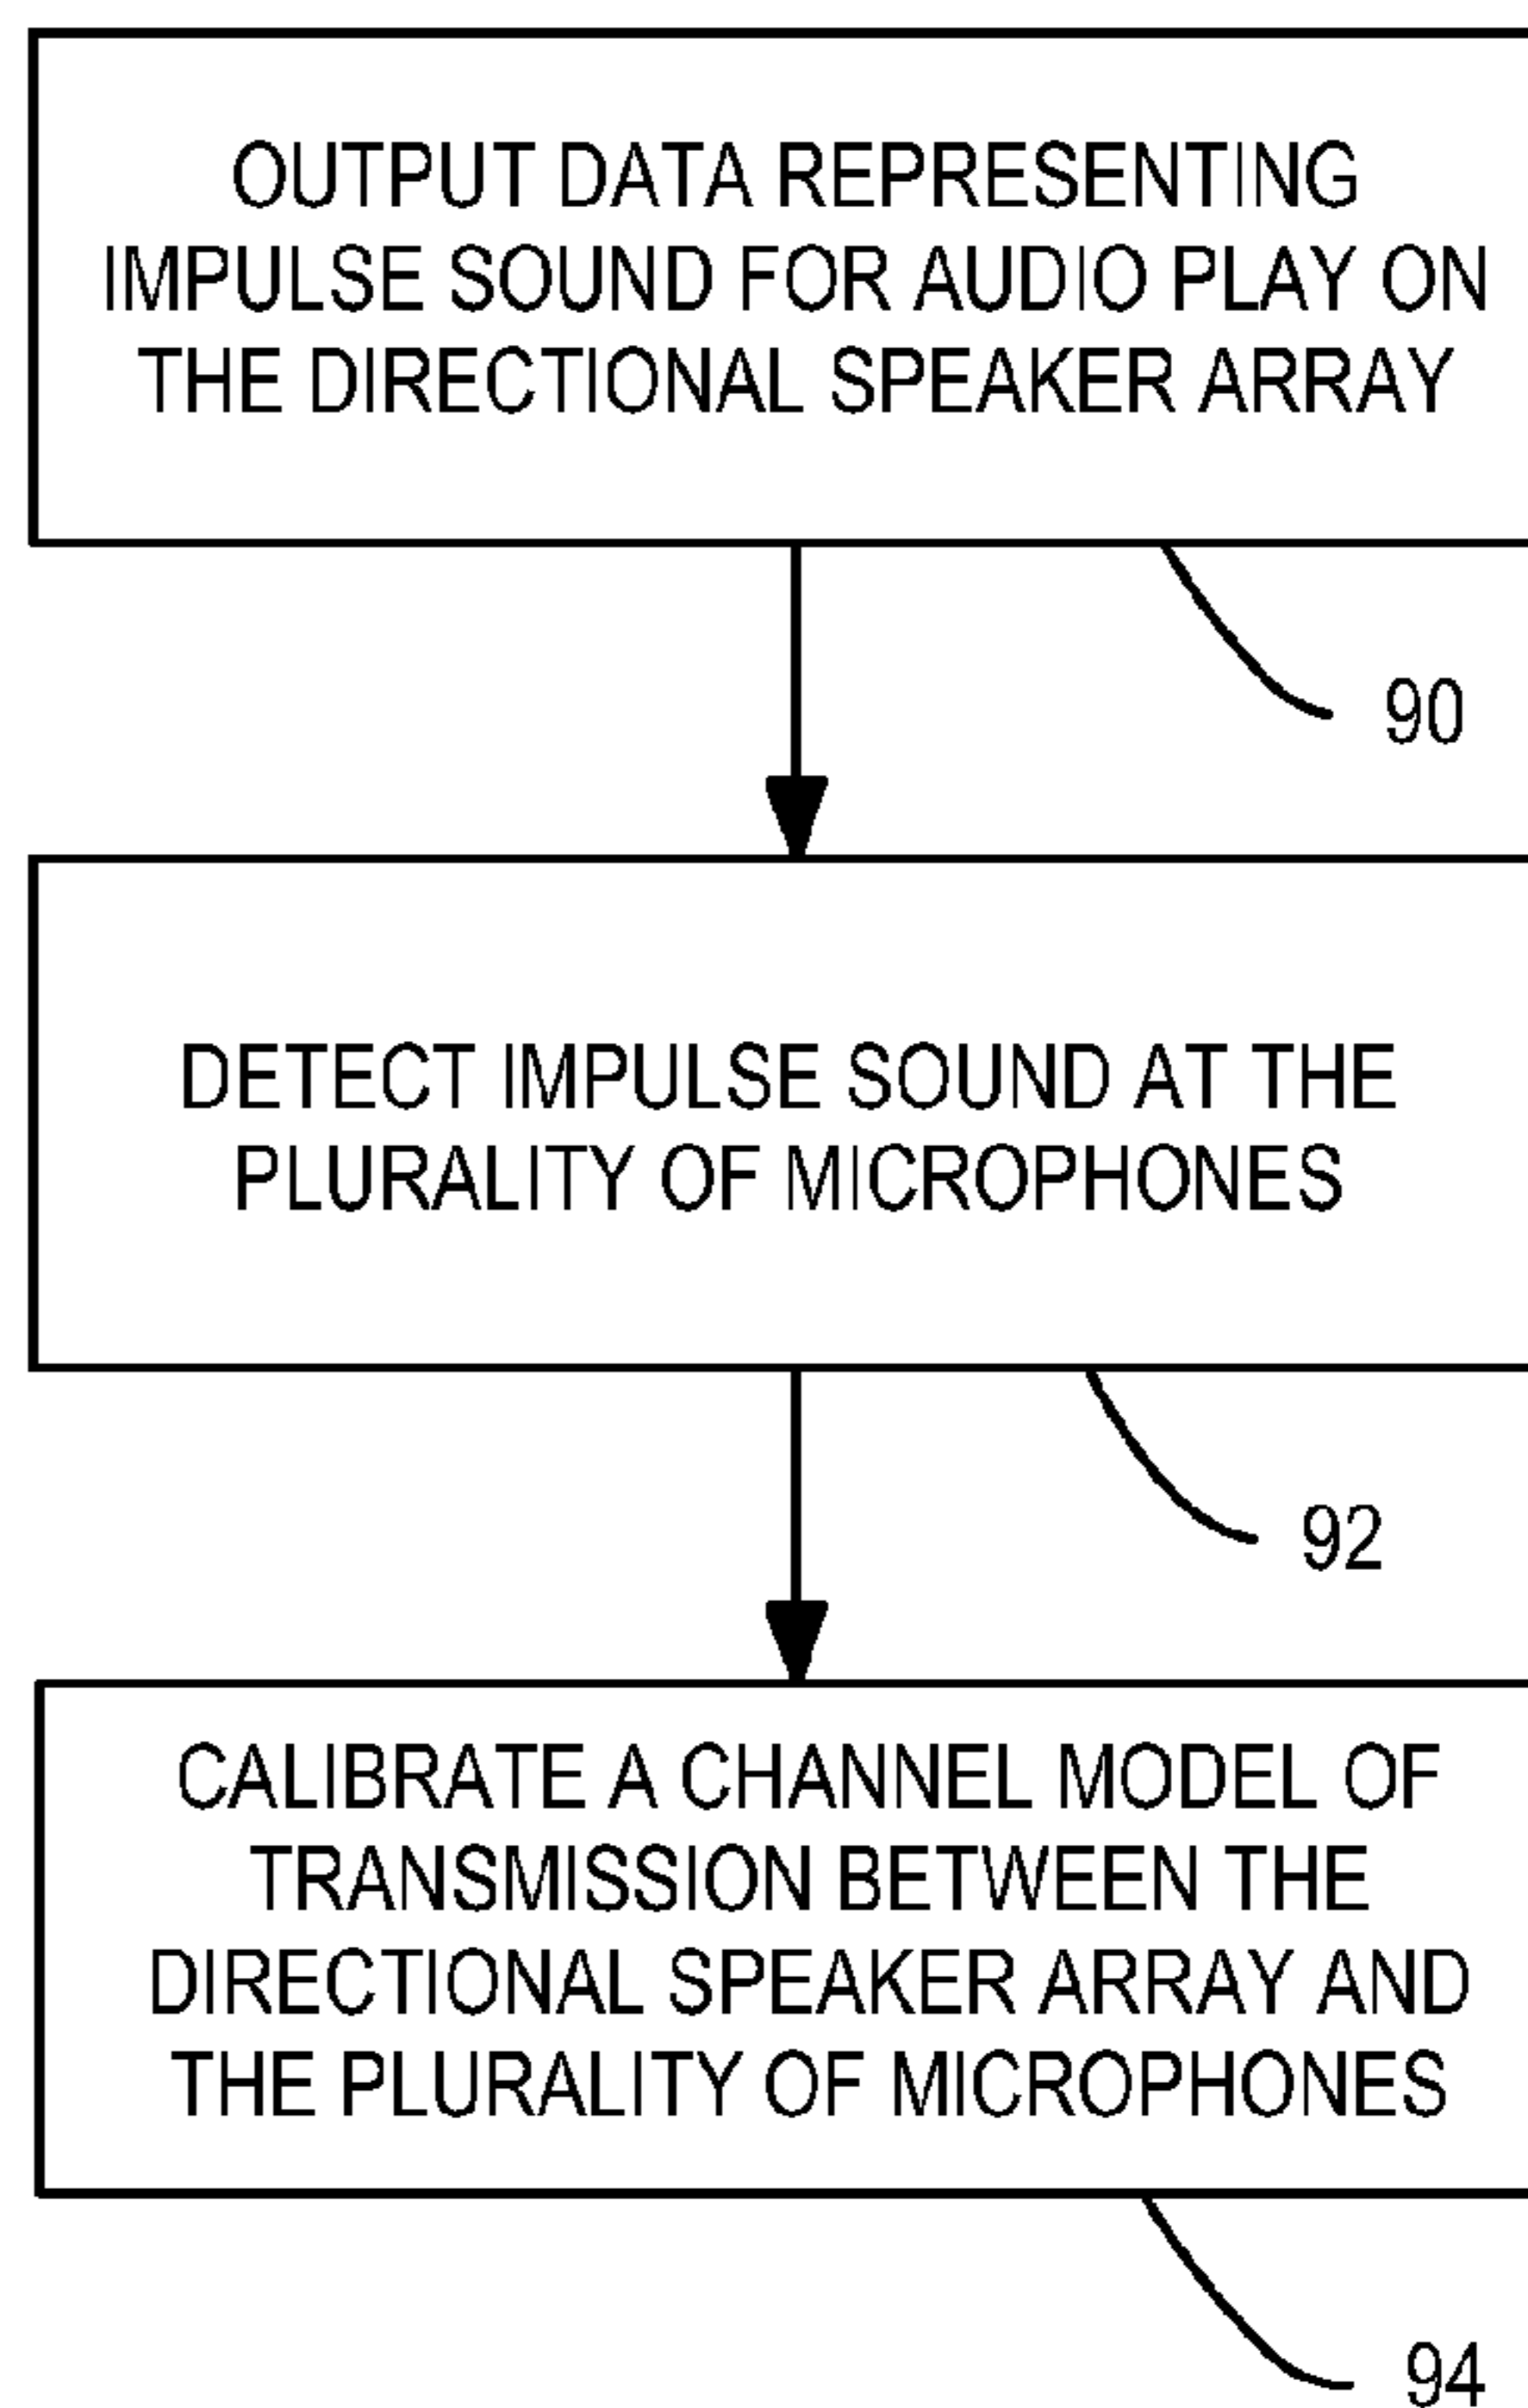 OUTPUT DATA REPRESENTING
IMPULSE SOUND FOR AUDIO PLAY ON
THE DIRECTIONAL SPEAKER ARRAY
90
DETECT IMPULSE SOUND AT THE
PLURALITY OF MICROPHONES
92
CALIBRATE A CHANNEL MODEL OF
TRANSMISSION BETWEEN THE
DIRECTIONAL SPEAKER ARRAY AND
THE PLURALITY OF MICROPHONES
94